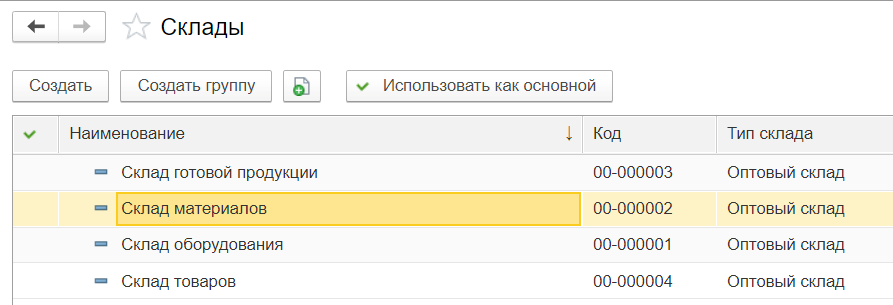 Склады
Создать Создать группу Использовать как основной
Наименование ↓ Код Тип склада
Склад готовой продукции 00-000003 Оптовый склад
Склад материалов 00-000002 Оптовый склад
Склад оборудования 00-000001 Оптовый склад
Склад товаров 00-000004 Оптовый склад